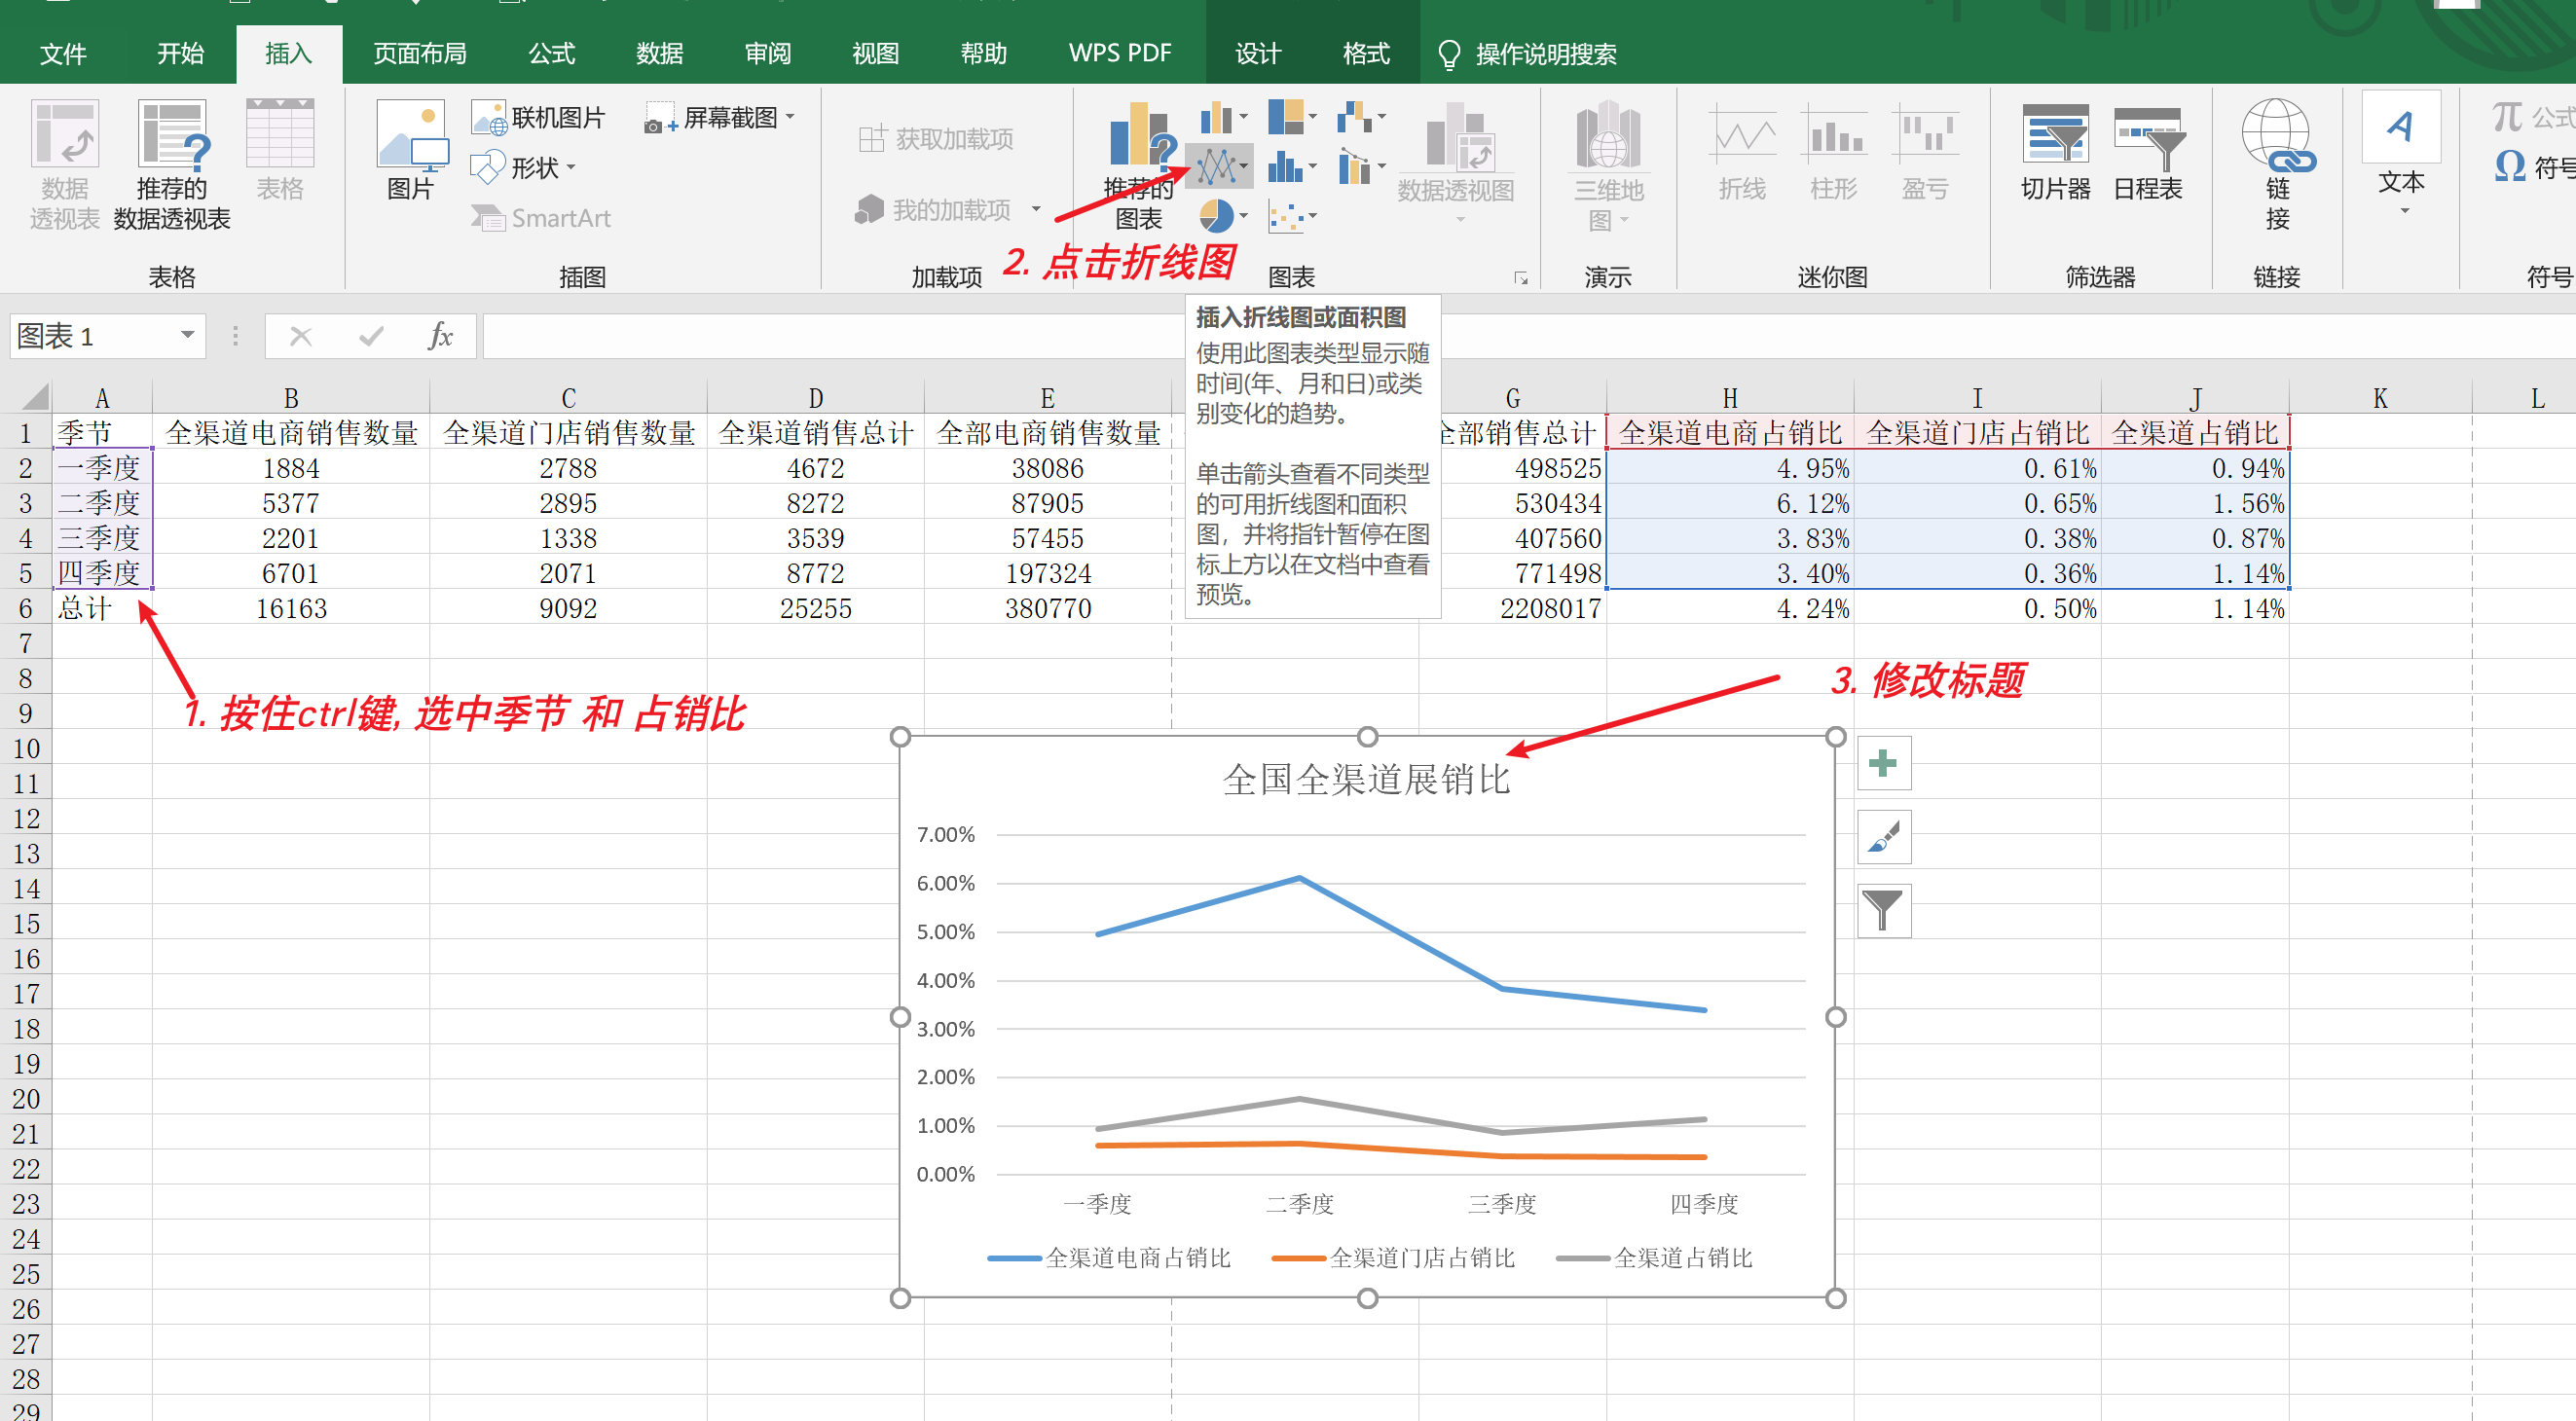 文件 开始 插入 页面布局 公式 数据 审阅 视图 帮助 WPS PDF 设计 格式 操作说明搜索
数据
透视表
推荐的
数据透视表
表格
表格
图片
联机图片
形状
SmartArt
屏幕截图
插图
获取加载项
我的加载项
加载项
推荐的
图表
数据透视图
图表
三维地
图
演示
折线
柱形
盈亏
迷你图
切片器
日程表
筛选器
链
接
链接
文本
π 公式
Ω 符号
符号
2. 点击折线图
图表 1
fx
插入折线图或面积图
使用此图表类型显示随
时间(年、月和日)或类
别变化的趋势。
单击箭头查看不同类型
的可用折线图和面积
图，并将指针暂停在图
标上方以在文档中查看
预览。
A B C D E G H I J K L
1 季节 全渠道电商销售数量 全渠道门店销售数量 全渠道销售总计 全部电商销售数量 全部销售总计 全渠道电商占销比 全渠道门店占销比 全渠道占销比
2 一季度 1884 2788 4672 38086 498525 4.95% 0.61% 0.94%
3 二季度 5377 2895 8272 87905 530434 6.12% 0.65% 1.56%
4 三季度 2201 1338 3539 57455 407560 3.83% 0.38% 0.87%
5 四季度 6701 2071 8772 197324 771498 3.40% 0.36% 1.14%
6 总计 16163 9092 25255 380770 2208017 4.24% 0.50% 1.14%
7
8
9
10
11
12
13
14
15
16
17
18
19
20
21
22
23
24
25
26
27
28
29
1. 按住ctrl键, 选中季节 和 占销比
3. 修改标题
全国全渠道展销比
7.00%
6.00%
5.00%
4.00%
3.00%
2.00%
1.00%
0.00%
一季度 二季度 三季度 四季度
全渠道电商占销比 全渠道门店占销比 全渠道占销比